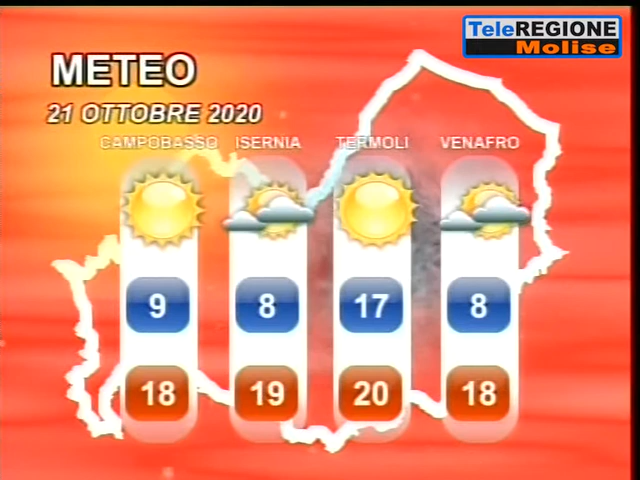 TeleREGIONE
Molise
METEO
21 OTTOBRE 2020
CAMPOBASSO ISERNIA TERMOLI VENAFRO
9 8 17 8
18 19 20 18